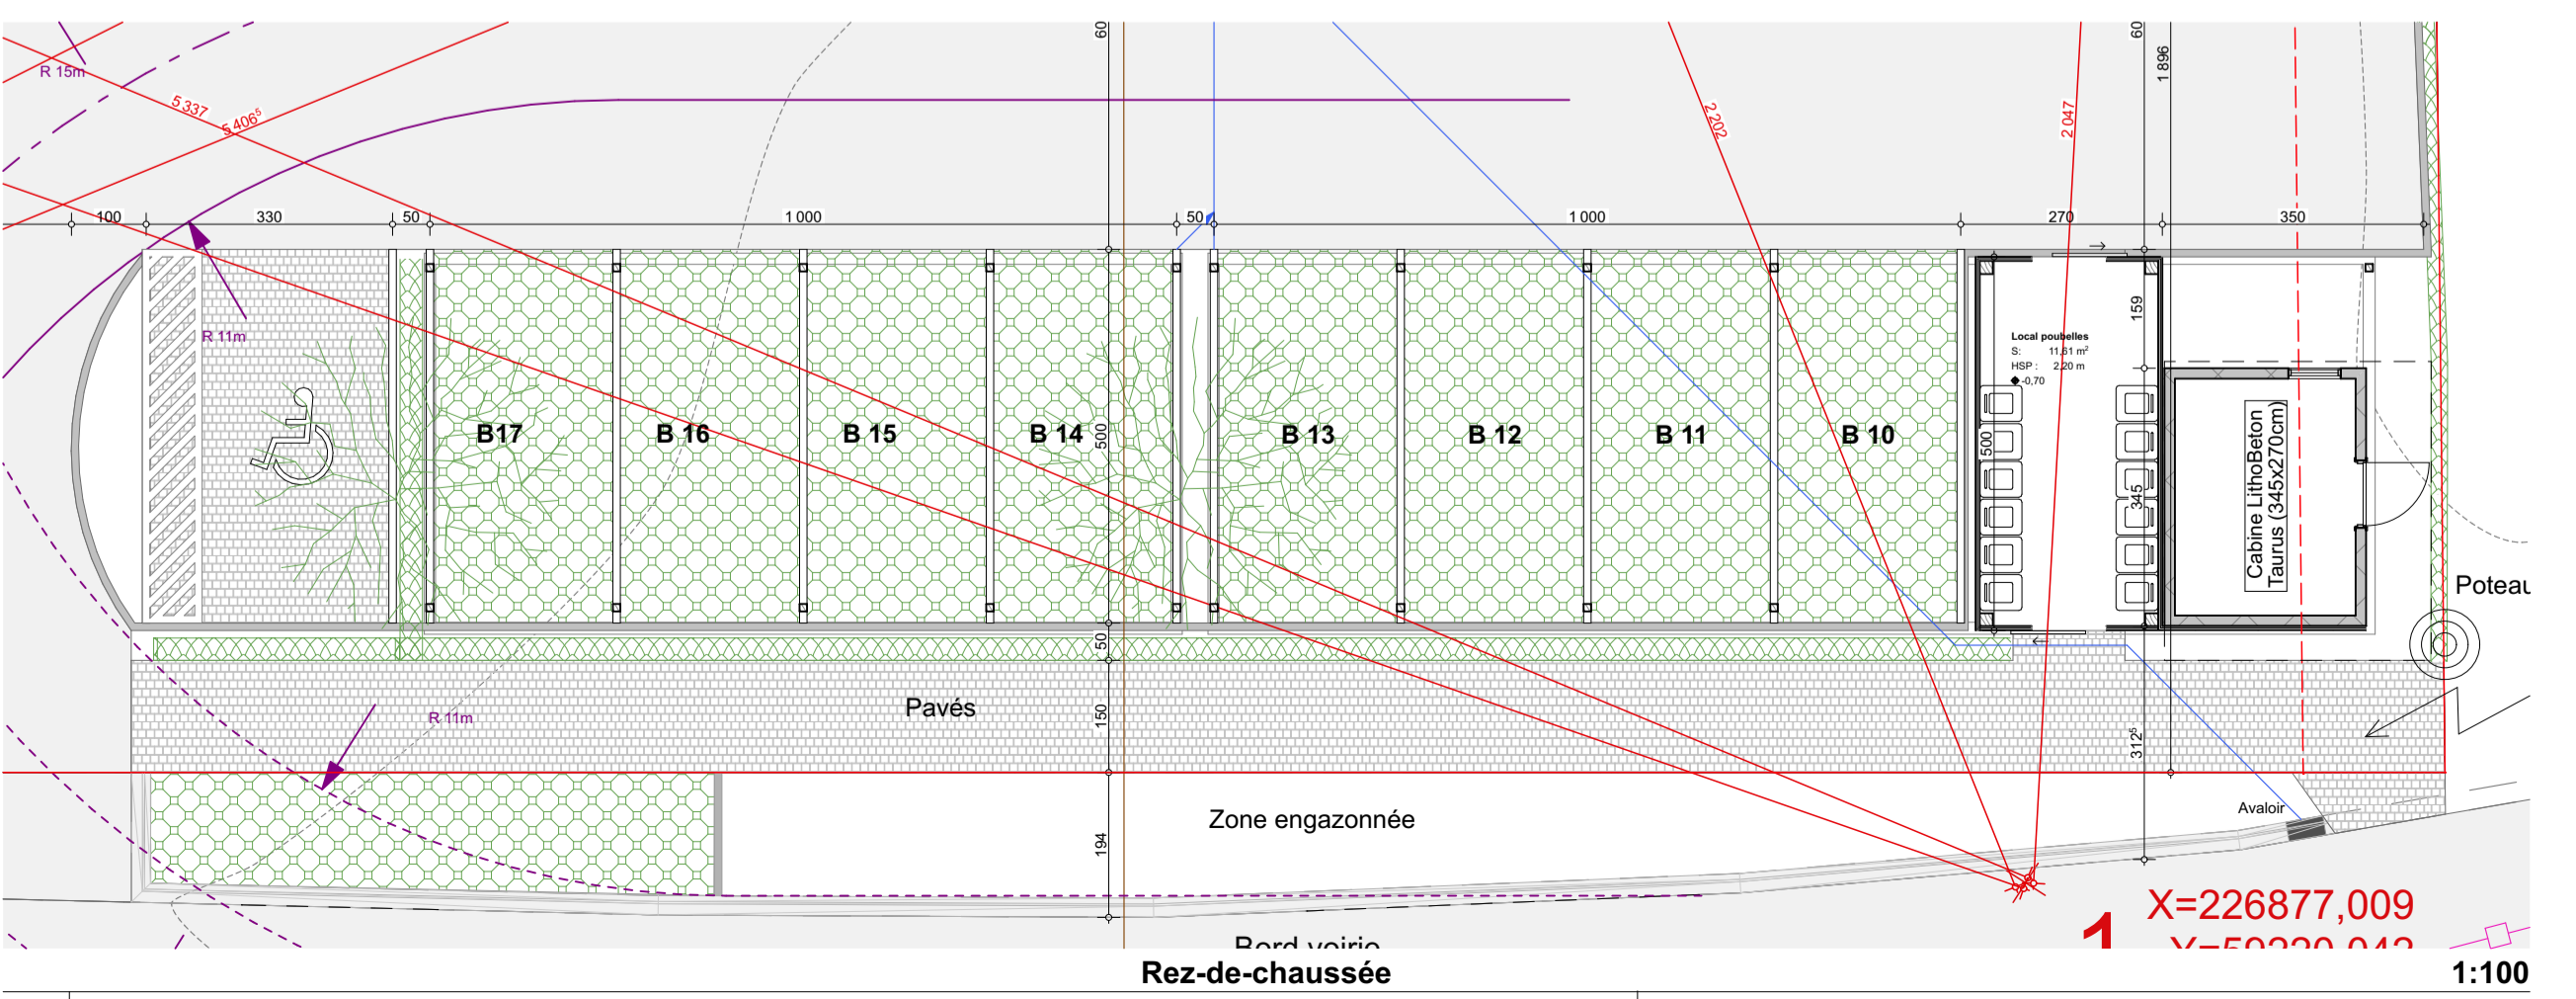 60
60
1 896
R 15m
5 337
5 406⁵
2 202
2 047
100
330
50
1 000
50
1 000
270
350
R 11m
159
Local poubelles
S: 11,61 m²
HSP : 2,20 m
-0,70
B17
B 16
B 15
B 14
500
B 13
B 12
B 11
B 10
500
345
Cabine LithoBeton
Taurus (345x270cm)
Poteau
50
R 11m
Pavés
150
312⁵
Zone engazonnée
Avaloir
194
X=226877,009
1
Bord voirie
Rez-de-chaussée
1:100